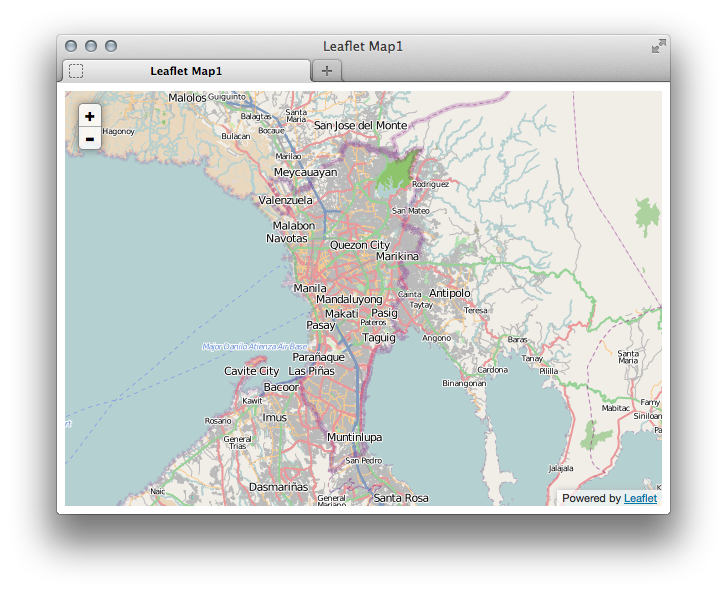 Leaflet Map1
Leaflet Map1
+
+
-
Malolos
Guiguinto
Balagtas
Santa
Maria
San Jose del Monte
Hagonoy
Bulacan
Bocaue
Marilao
Meycauayan
Rodriguez
Valenzuela
San Mateo
Malabon
Navotas
Quezon City
Marikina
Manila
Mandaluyong
Cainta
Antipolo
Taytay
Teresa
Makati
Pasig
Pateros
Pasay
Taguig
Angono
Baras
Major Danilo Atienza Air Base
Parañaque
Tanay
Santa
Maria
Cavite City
Las Piñas
Cardona
Pililla
Bacoor
Binangonan
Kawit
Famy
Mabitac
Rosario
Imus
Siniloan
General
Trias
Muntinlupa
Pa
San Pedro
Jalajala
Naic
Dasmariñas
General
Mariano
Santa Rosa
K
Powered by Leaflet